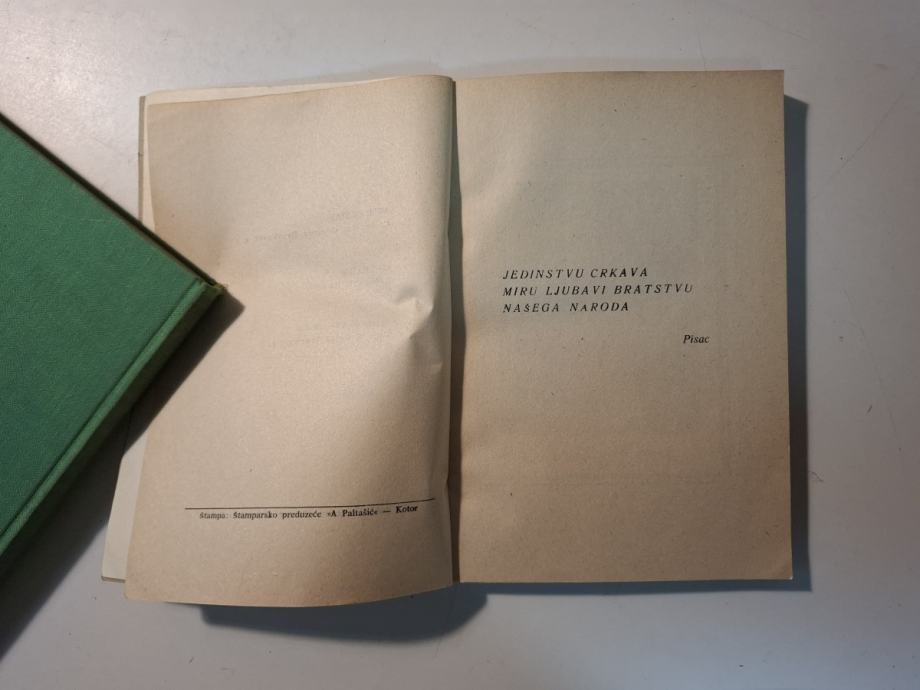 Štampa: Štamparsko preduzeće »A Paltašić« — Kotor
JEDINSTVU CRKAVA
MIRU LJUBAVI BRATSTVU
NAŠEGA NARODA
Pisac